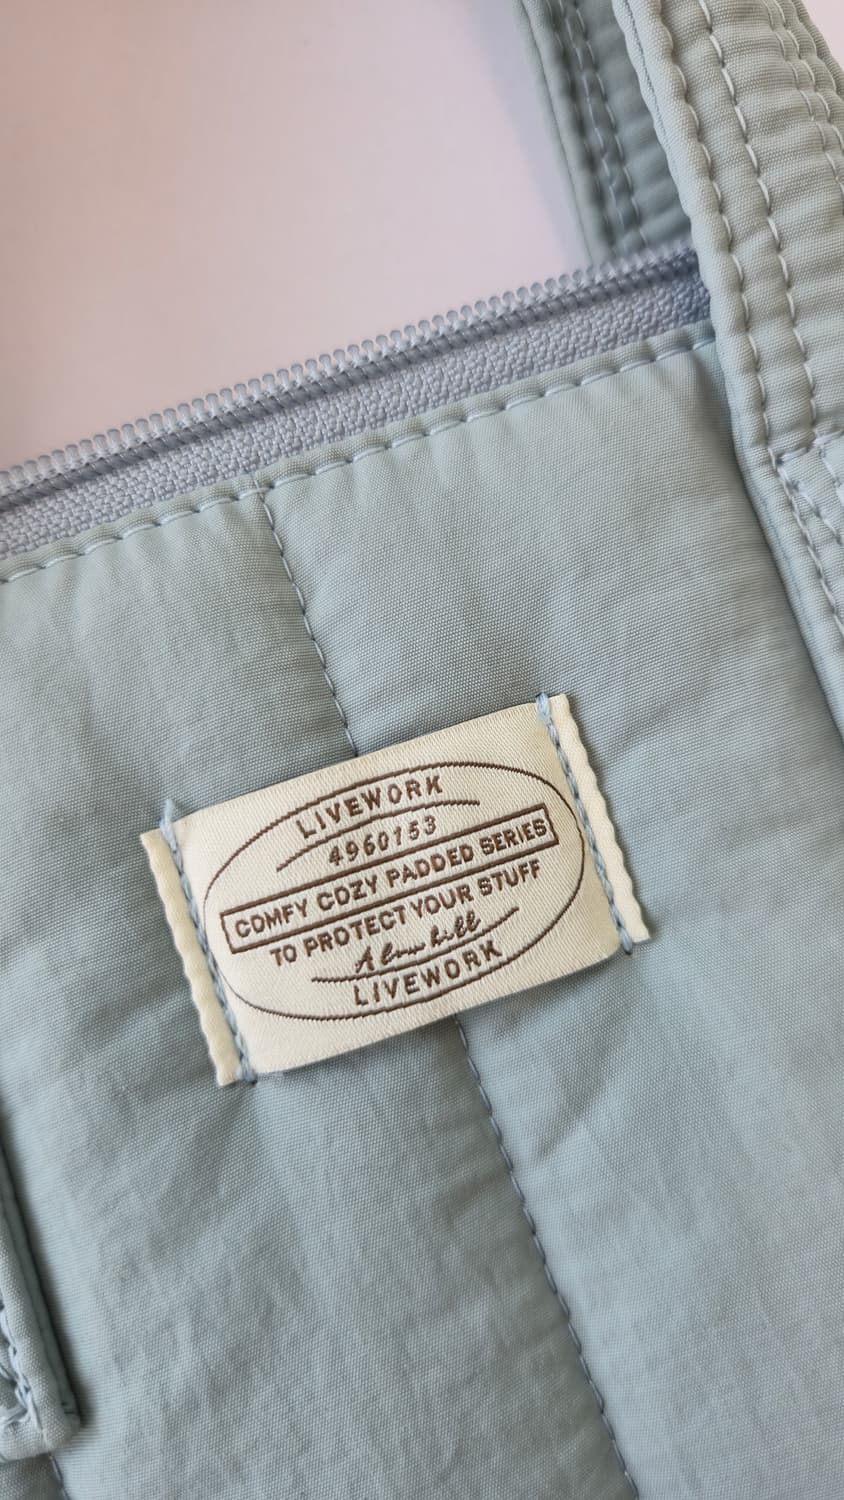 LIVEWORK
4960153
COMFY COZY PADDED SERIES
TO PROTECT YOUR STUFF
LIVEWORK